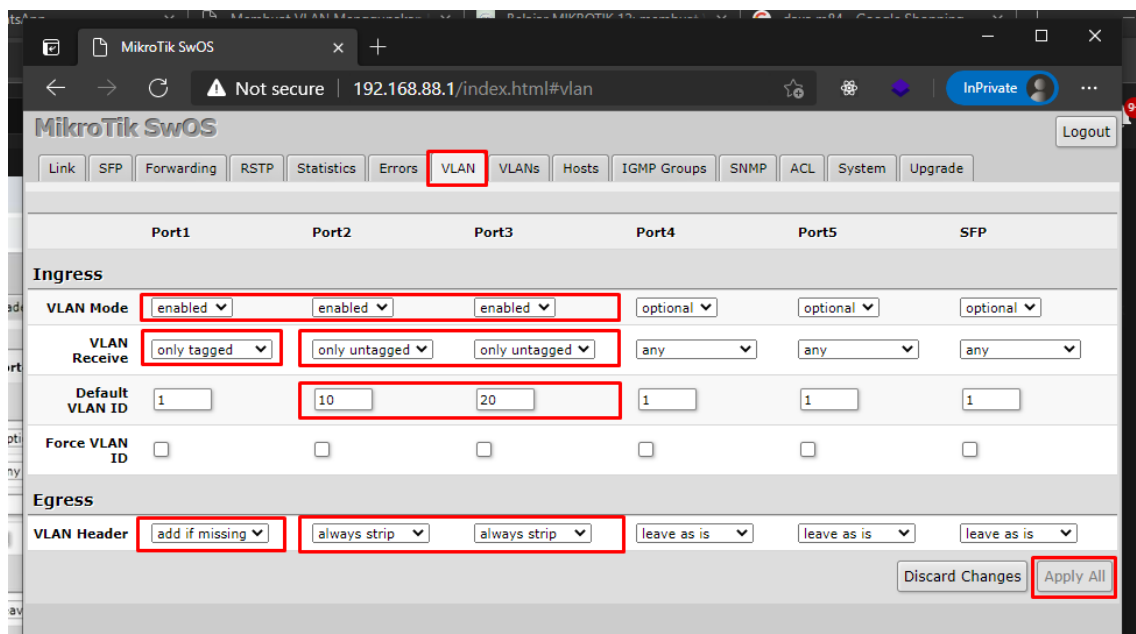 MikroTik SwOS
Not secure | 192.168.88.1/index.html#vlan InPrivate
MikroTik SwOS
Logout
Link SFP Forwarding RSTP Statistics Errors VLAN VLANs Hosts IGMP Groups SNMP ACL System Upgrade
Port1 Port2 Port3 Port4 Port5 SFP
Ingress
VLAN Mode enabled enabled enabled optional optional optional
VLAN Receive only tagged only untagged only untagged any any any
Default VLAN ID 1 10 20 1 1 1
Force VLAN ID
Egress
VLAN Header add if missing always strip always strip leave as is leave as is leave as is
Discard Changes Apply All